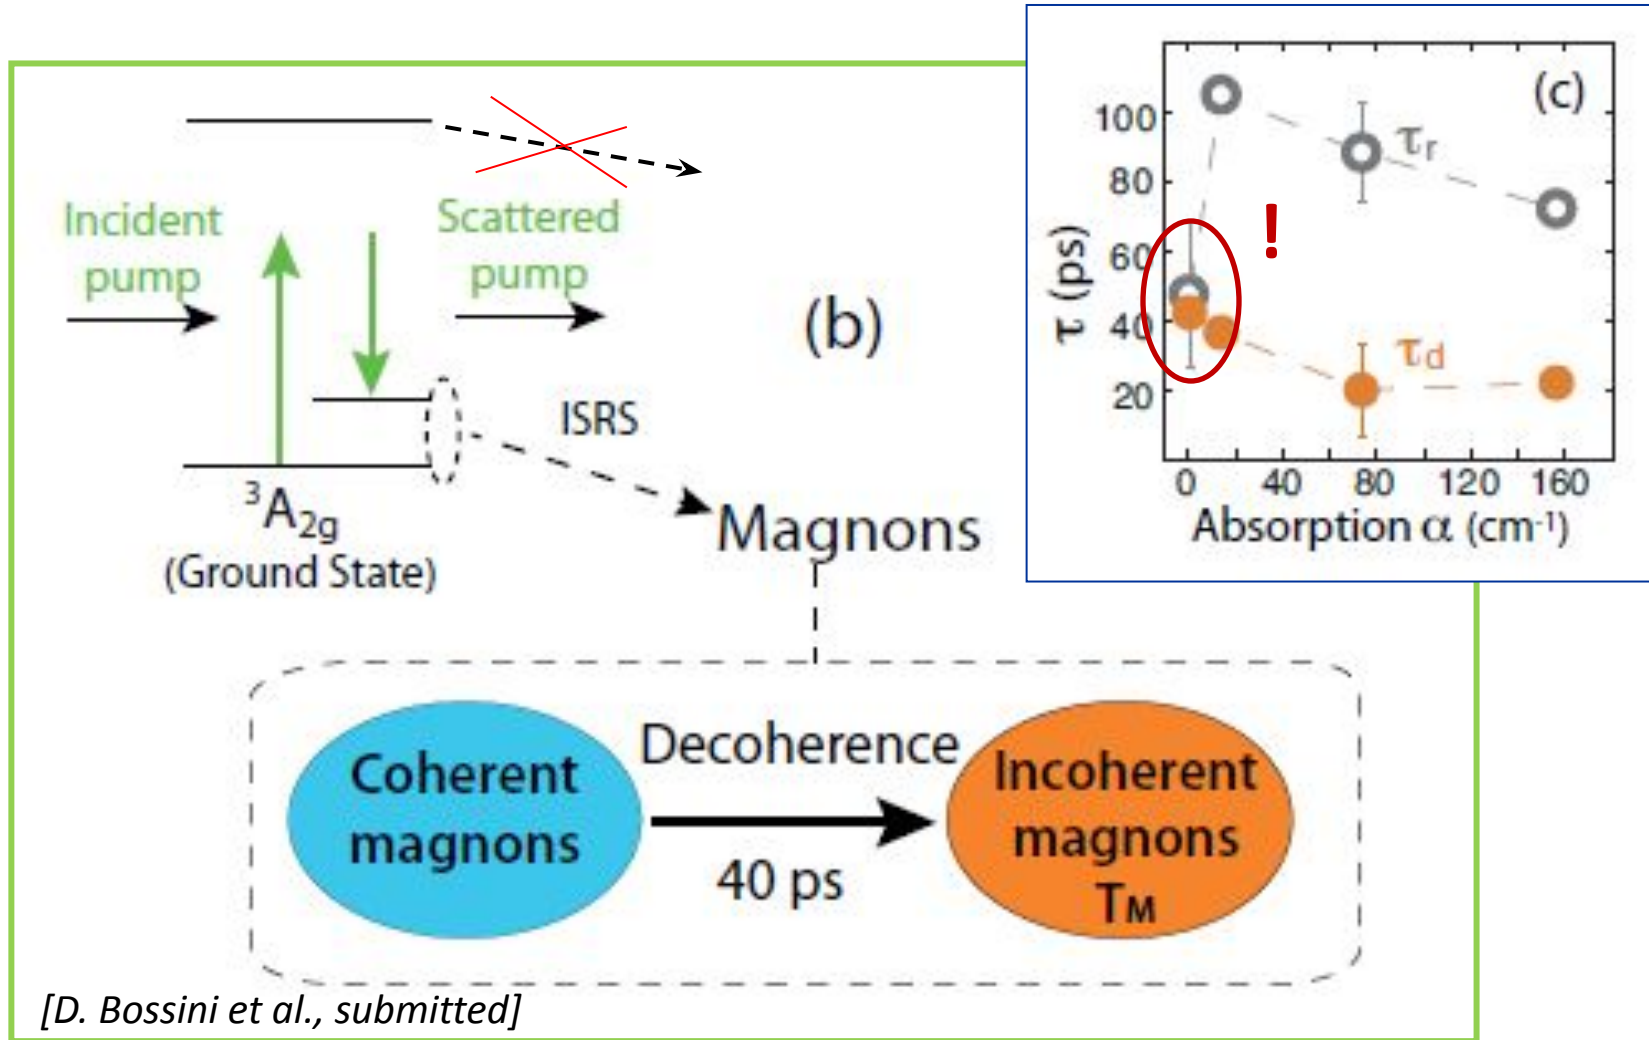 Incident
pump
Scattered
pump
(b)
ISRS
³A₂g
(Ground State)
Magnons
Coherent
magnons
Decoherence
40 ps
Incoherent
magnons
TM
[D. Bossini et al., submitted]
(c)
τ (ps)
100
80
60
40
20
τr
!
τd
0 40 80 120 160
Absorption α (cm-1)